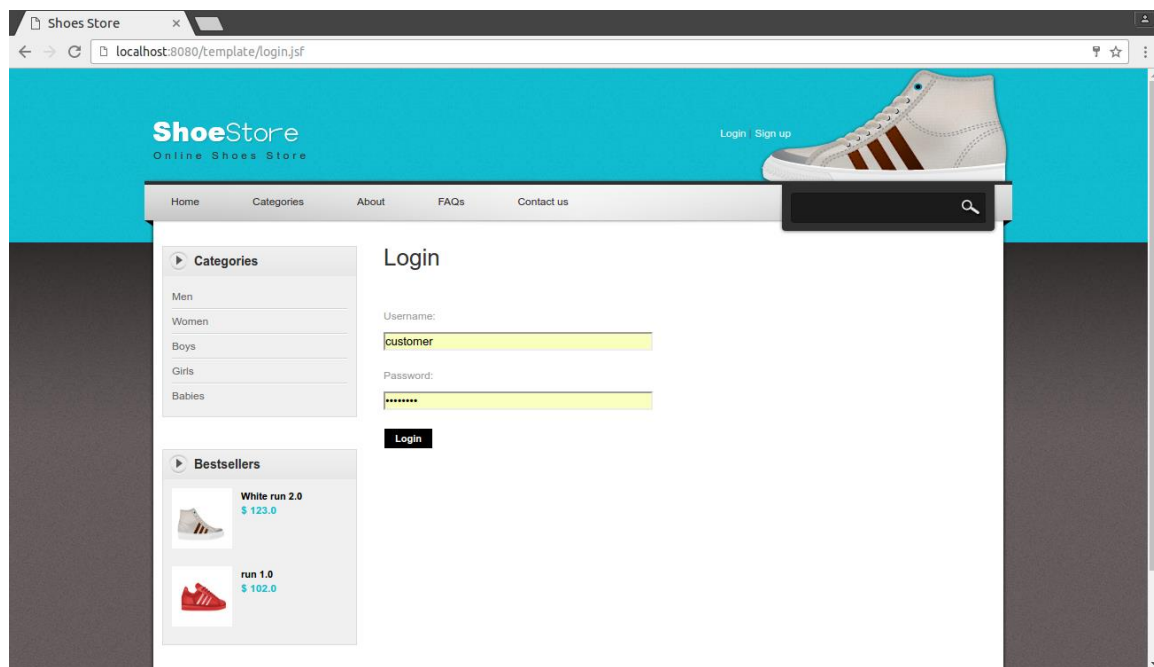 Shoes Store
localhost:8080/template/login.jsf
ShoeStore
Online Shoes Store
Login | Sign up
Home Categories About FAQs Contact us
Categories
Men
Women
Boys
Girls
Babies
Bestsellers
White run 2.0
$ 123.0
run 1.0
$ 102.0
Login
Username:
customer
Password:
••••••••
Login